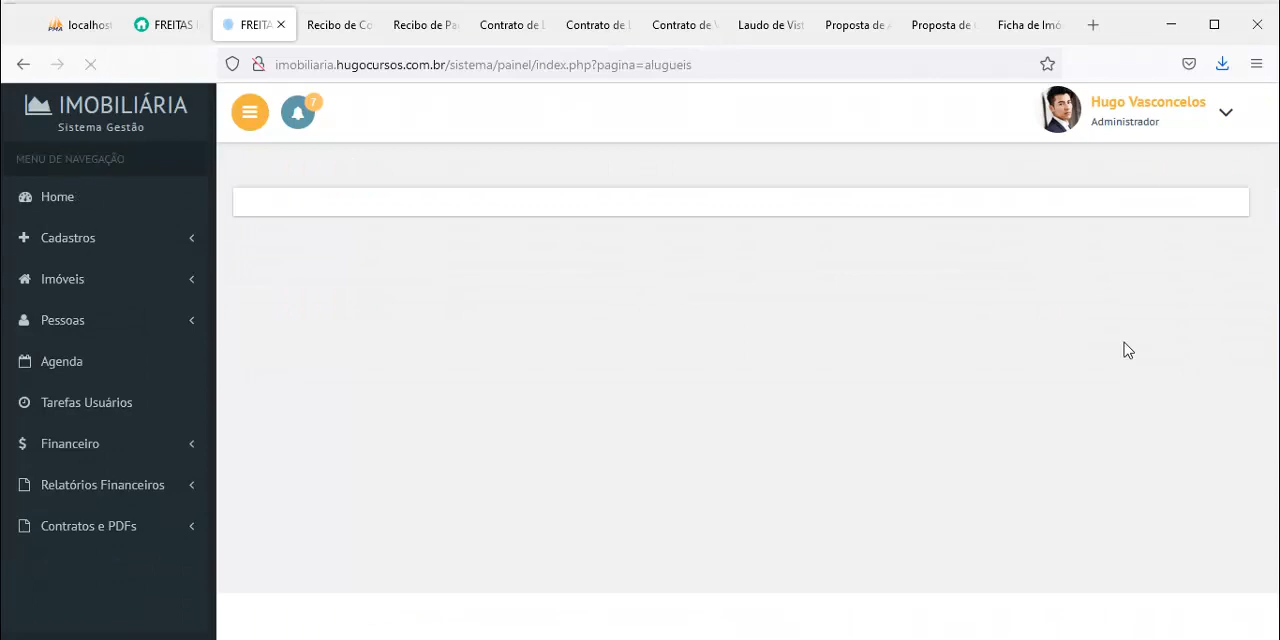 localhos
FREITAS I
FREITA
Recibo de Co
Recibo de Pa
Contrato de E
Contrato de L
Contrato de V
Laudo de Vist
Proposta de A
Proposta de C
Ficha de Imó
imobiliaria.hugocursos.com.br/sistema/painel/index.php?pagina=alugueis
IMOBILIÁRIA
Sistema Gestão
7
Hugo Vasconcelos
Administrador
MENU DE NAVEGAÇÃO
Home
Cadastros
Imóveis
Pessoas
Agenda
Tarefas Usuários
Financeiro
Relatórios Financeiros
Contratos e PDFs